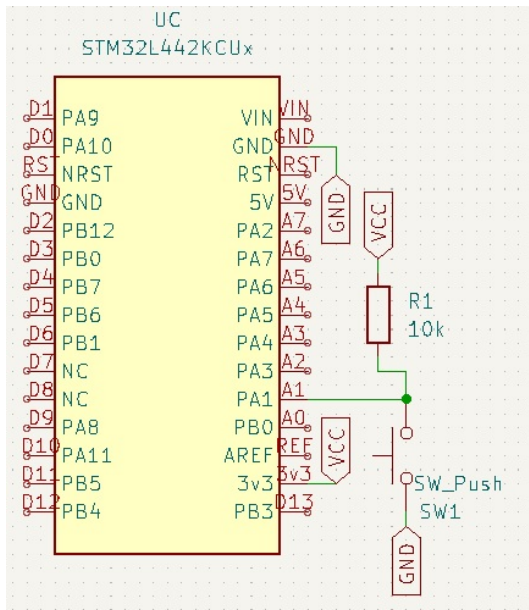 UC
STM32L442KCUx
D1 PA9 VIN VIN
D0 PA10 GND GND
RST NRST RST NRST
GND GND 5V 5V
D2 PB12 PA2 A7
D3 PB0 PA7 A6
D4 PB7 PA6 A5
D5 PB6 PA5 A4
D6 PB1 PA4 A3
D7 NC PA3 A2
D8 NC PA1 A1
D9 PA8 PB0 A0
D10 PA11 AREF REF
D11 PB5 3v3 3v3
D12 PB4 PB3 D13
GND
VCC
R1
10k
VCC
SW_Push
SW1
GND